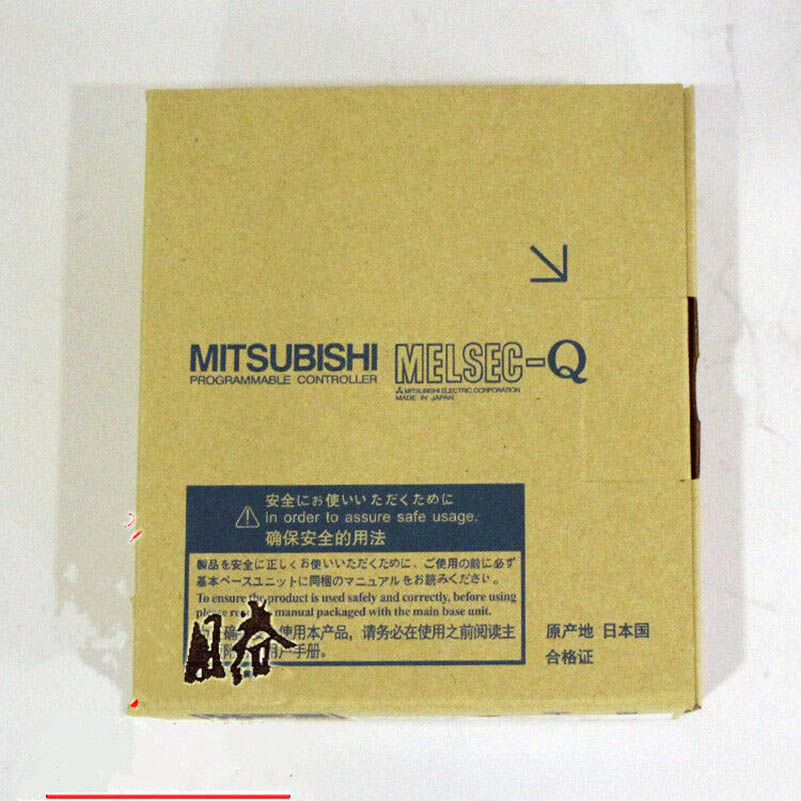 MITSUBISHI MELSEC-Q
PROGRAMMABLE CONTROLLER
MITSUBISHI ELECTRIC CORPORATION
MADE IN JAPAN
安全にお使いいただくために
in order to assure safe usage.
确保安全的用法
製品を安全に正しくお使いいただくために、ご使用の前に必ず
基本ベースユニットに同梱のマニュアルをお読みください。
To ensure the product is used safely and correctly, before using
please manual packaged with the main base unit.
确 使用本产品，请务必在使用之前阅读主
用户手册。
原产地 日本国
合格证